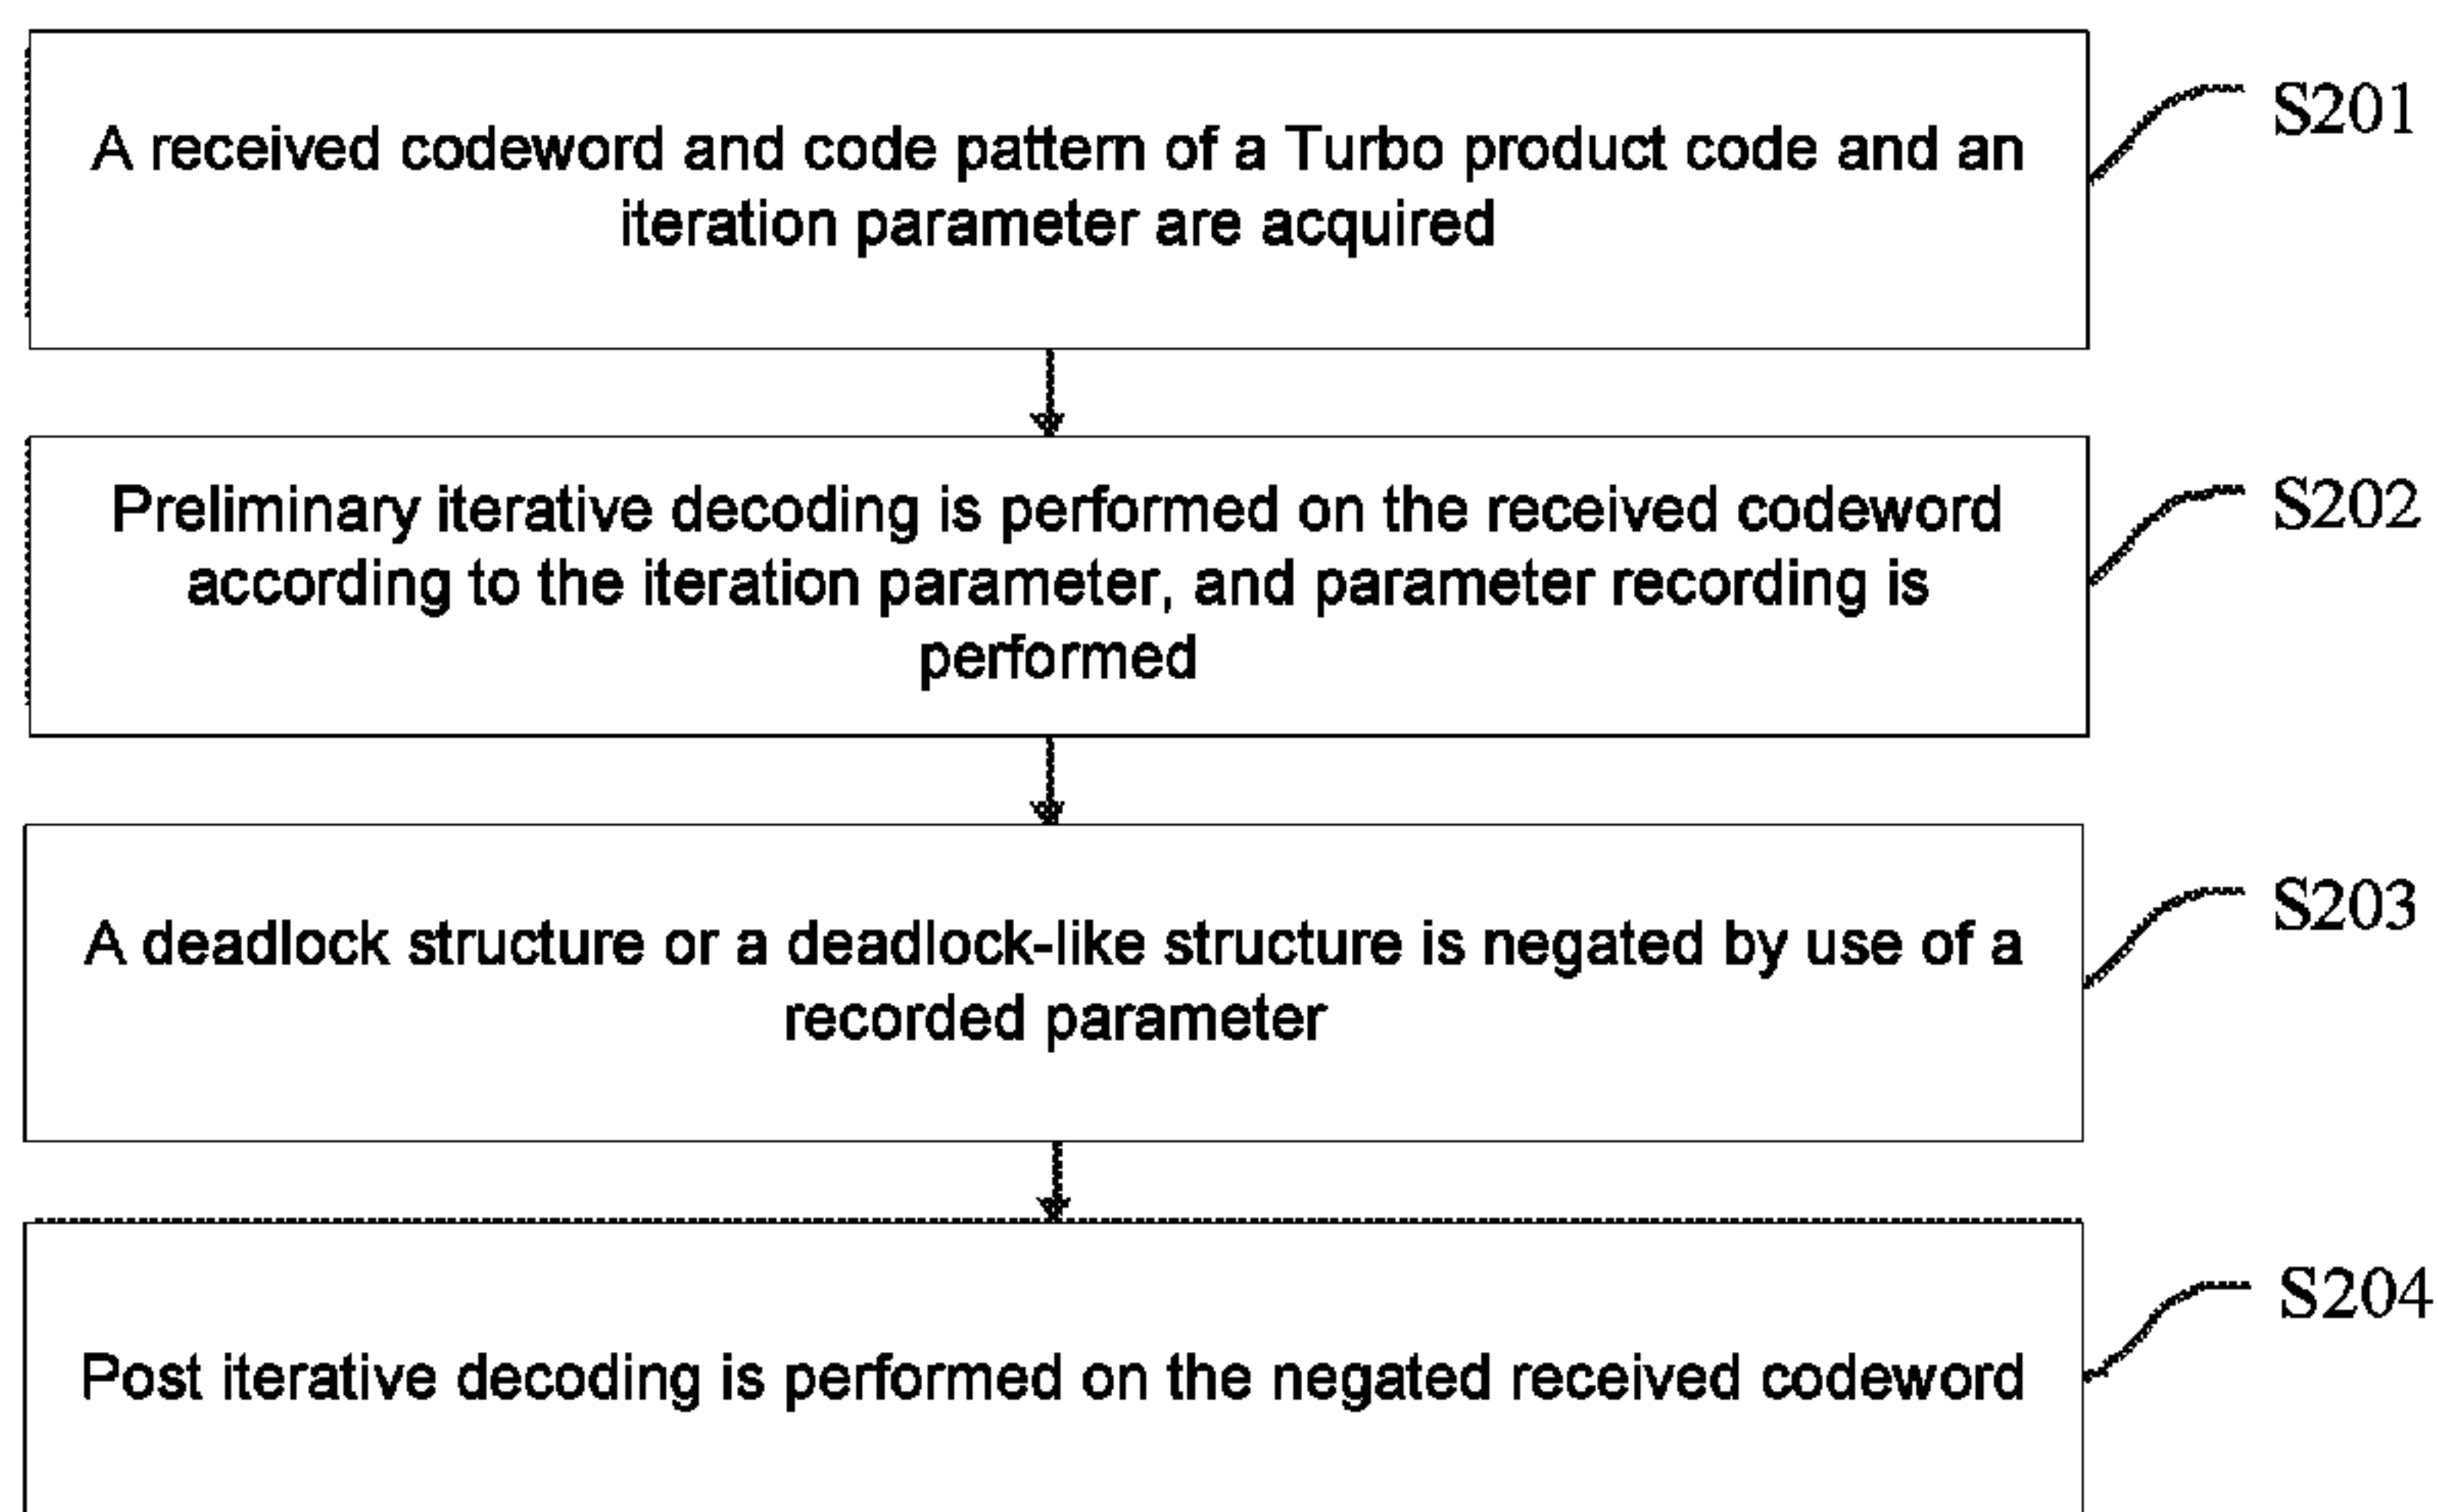 A received codeword and code pattern of a Turbo product code and an
iteration parameter are acquired
S201
Preliminary iterative decoding is performed on the received codeword
according to the iteration parameter, and parameter recording is
performed
S202
A deadlock structure or a deadlock-like structure is negated by use of a
recorded parameter
S203
Post iterative decoding is performed on the negated received codeword
S204